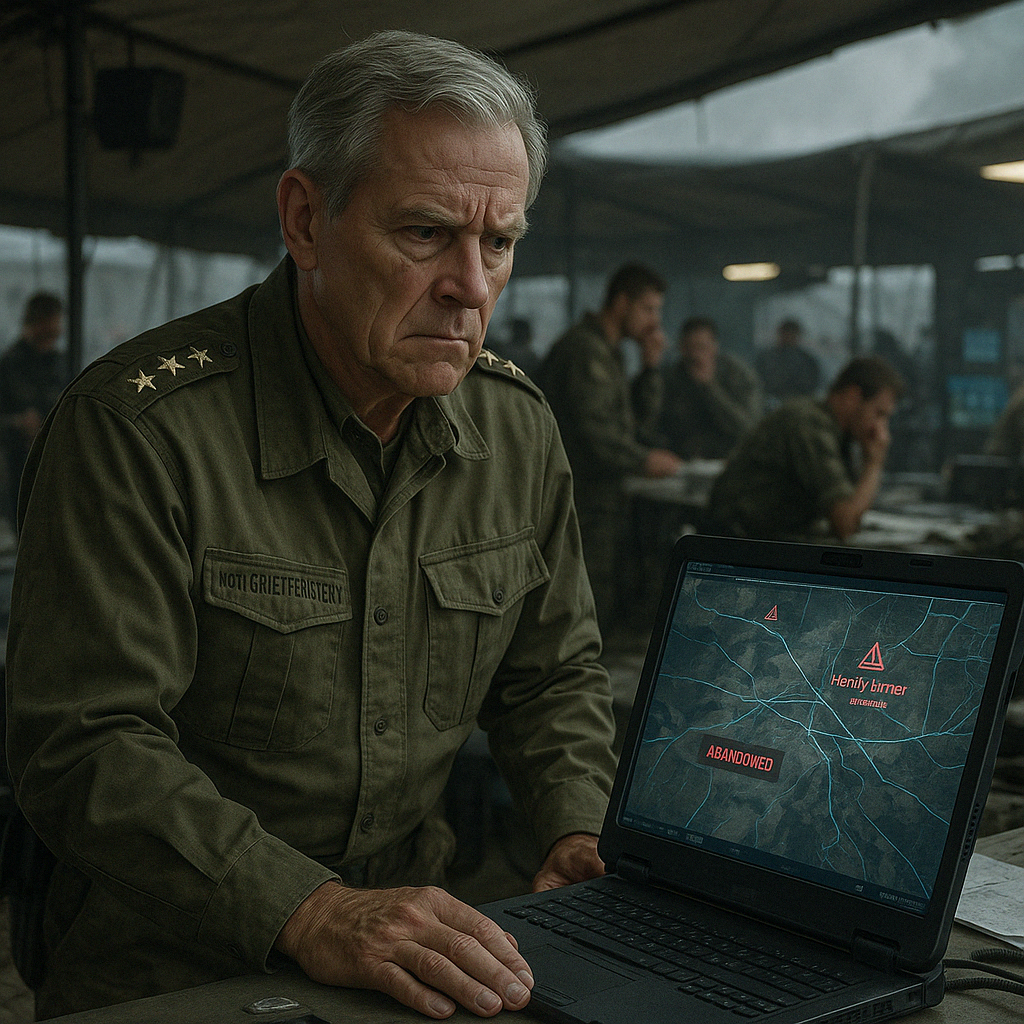 NOTI GRIETFERISTERY
Henify birner
ABANDOWED